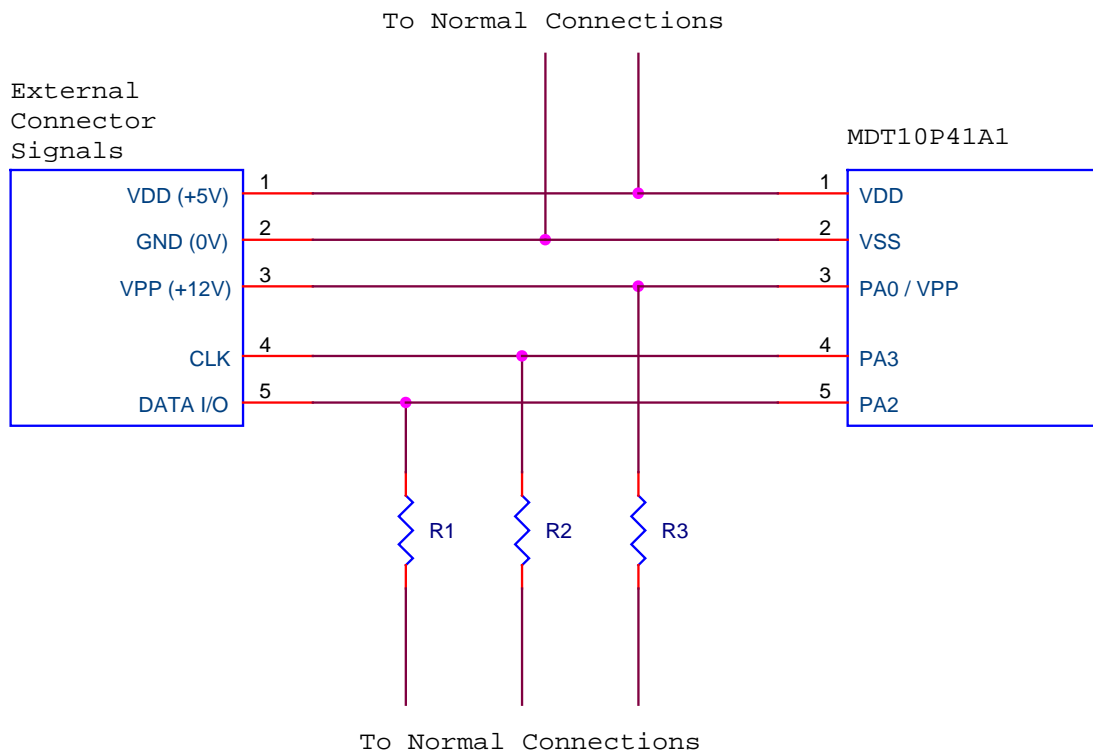 To Normal Connections
External
Connector
Signals
MDT10P41A1
VDD (+5V) 1 1 VDD
GND (0V) 2 2 VSS
VPP (+12V) 3 3 PA0 / VPP
CLK 4 4 PA3
DATA I/O 5 5 PA2
R1 R2 R3
To Normal Connections